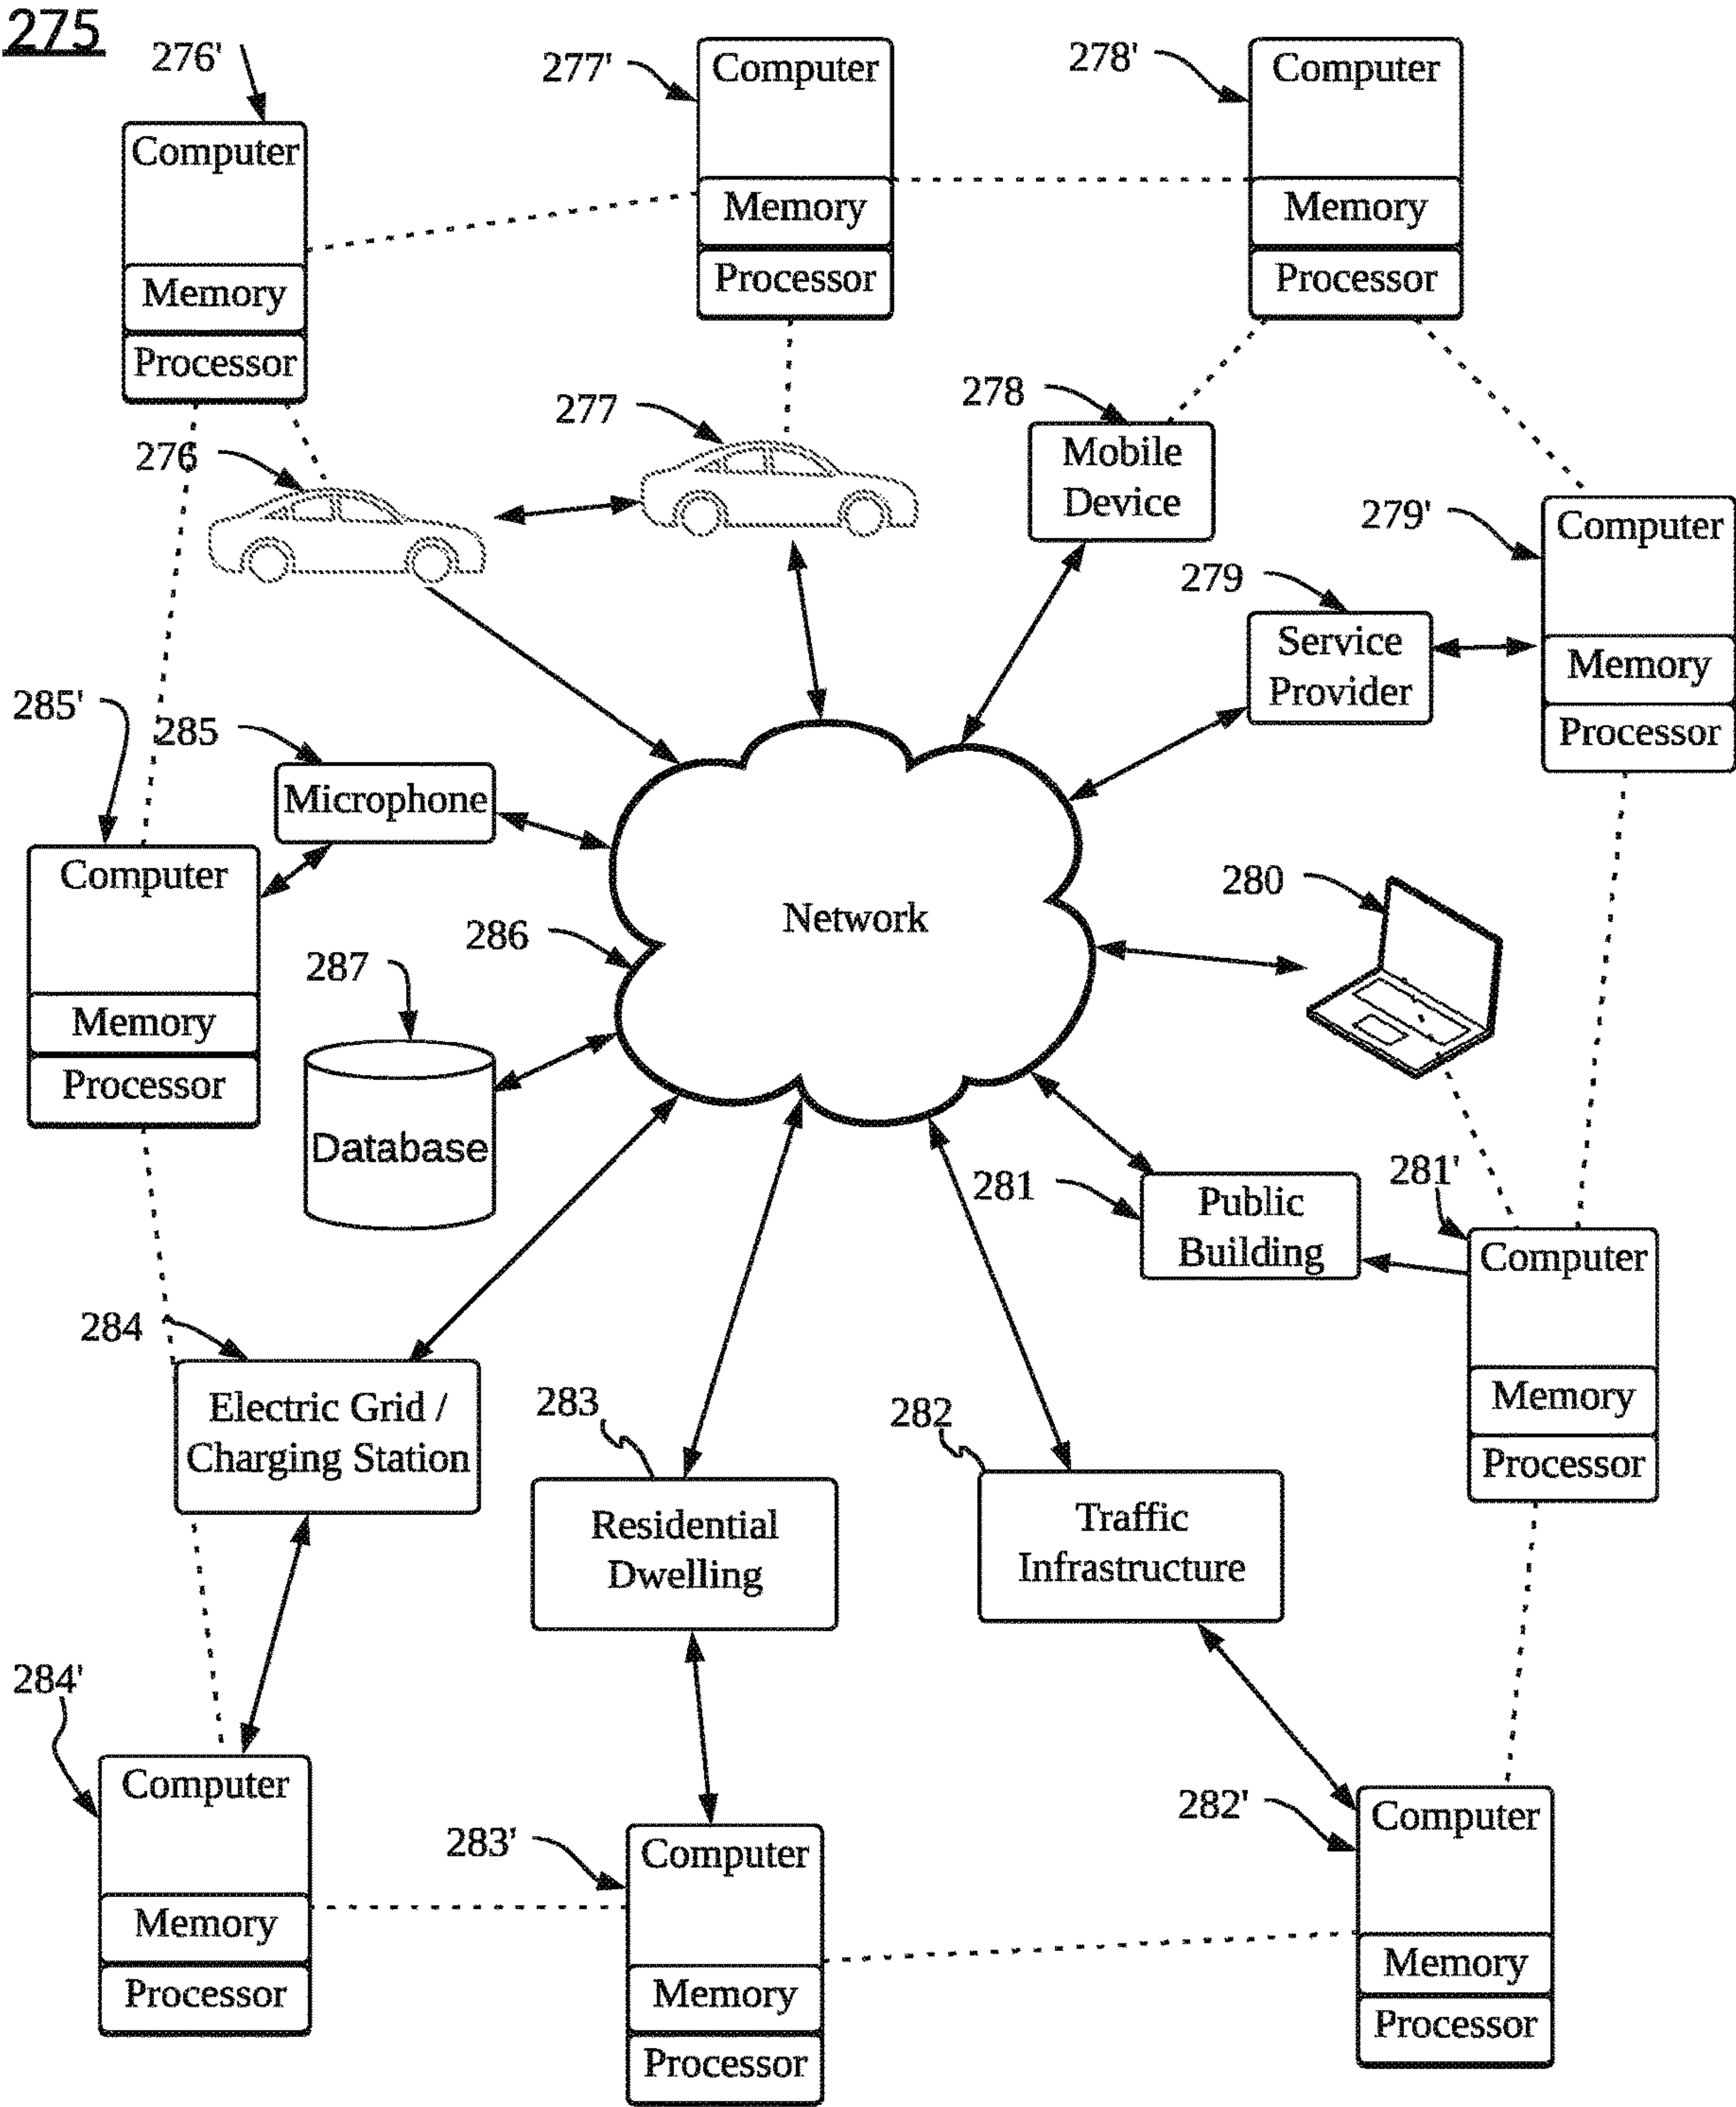 275
276'
277'
278'
Computer
Memory
Processor
Computer
Memory
Processor
Computer
Memory
Processor
276
277
278
Mobile
Device
279'
Computer
Memory
Processor
279
Service
Provider
285'
285
Microphone
Computer
Memory
Processor
Network
286
287
Database
280
281
Public
Building
281'
Computer
Memory
Processor
284
Electric Grid /
Charging Station
283
Residential
Dwelling
282
Traffic
Infrastructure
284'
Computer
Memory
Processor
283'
Computer
Memory
Processor
282'
Computer
Memory
Processor